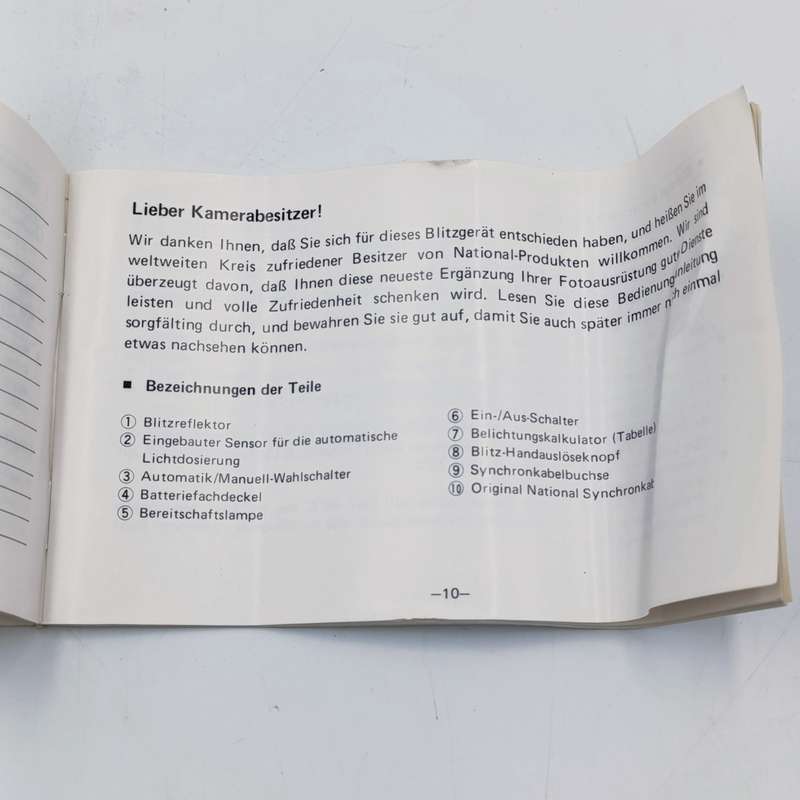 Lieber Kamerabesitzer!
Wir danken Ihnen, daß Sie sich für dieses Blitzgerät entschieden haben, und heißen Sie im
weltweiten Kreis zufriedener Besitzer von National-Produkten willkommen. Wir sind
überzeugt davon, daß Ihnen diese neueste Ergänzung Ihrer Fotoausrüstung gute Dienste
leisten und volle Zufriedenheit schenken wird. Lesen Sie diese
sorgfälting durch, und bewahren Sie sie gut auf, damit Sie auch später immer noch einmal
etwas nachsehen können.
■ Bezeichnungen der Teile
① Blitzreflektor
② Eingebauter Sensor für die automatische
Lichtdosierung
③ Automatik/Manuell-Wahlschalter
④ Batteriefachdeckel
⑤ Bereitschaftslampe
⑥ Ein-/Aus-Schalter
⑦ Belichtungskalkulator (Tabelle)
⑧ Blitz-Handauslöseknopf
⑨ Synchronkabelbuchse
⑩ Original National
—10—